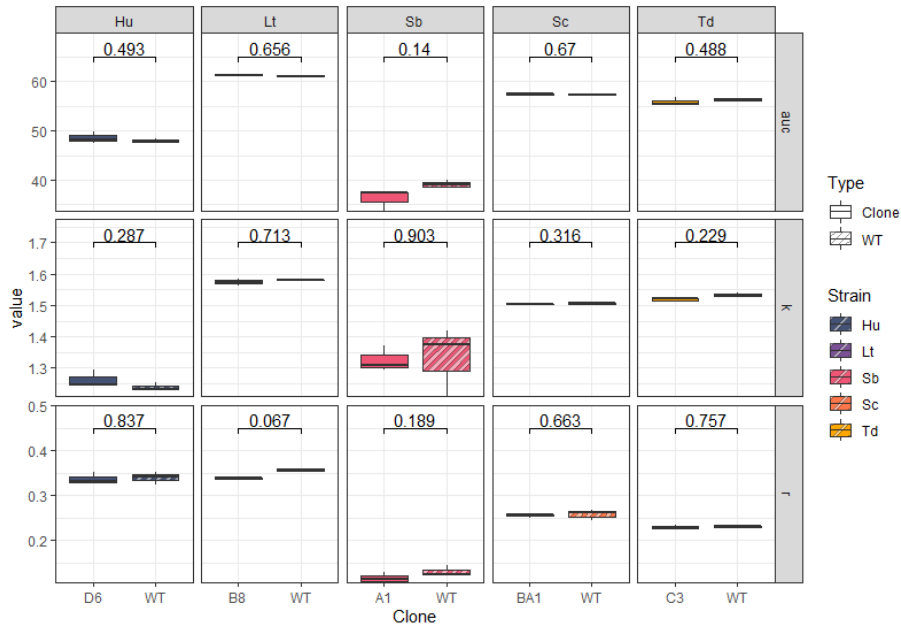 Hu Lt Sb Sc Td
0.493 0.656 0.14 0.67 0.488
60
50
40
auc
0.287 0.713 0.903 0.316 0.229
1.7
1.6
1.5
1.4
1.3
k
value
0.837 0.067 0.189 0.663 0.757
0.5
0.4
0.3
0.2
r
D6 WT B8 WT A1 WT BA1 WT C3 WT
Clone
Type
Clone
WT
Strain
Hu
Lt
Sb
Sc
Td